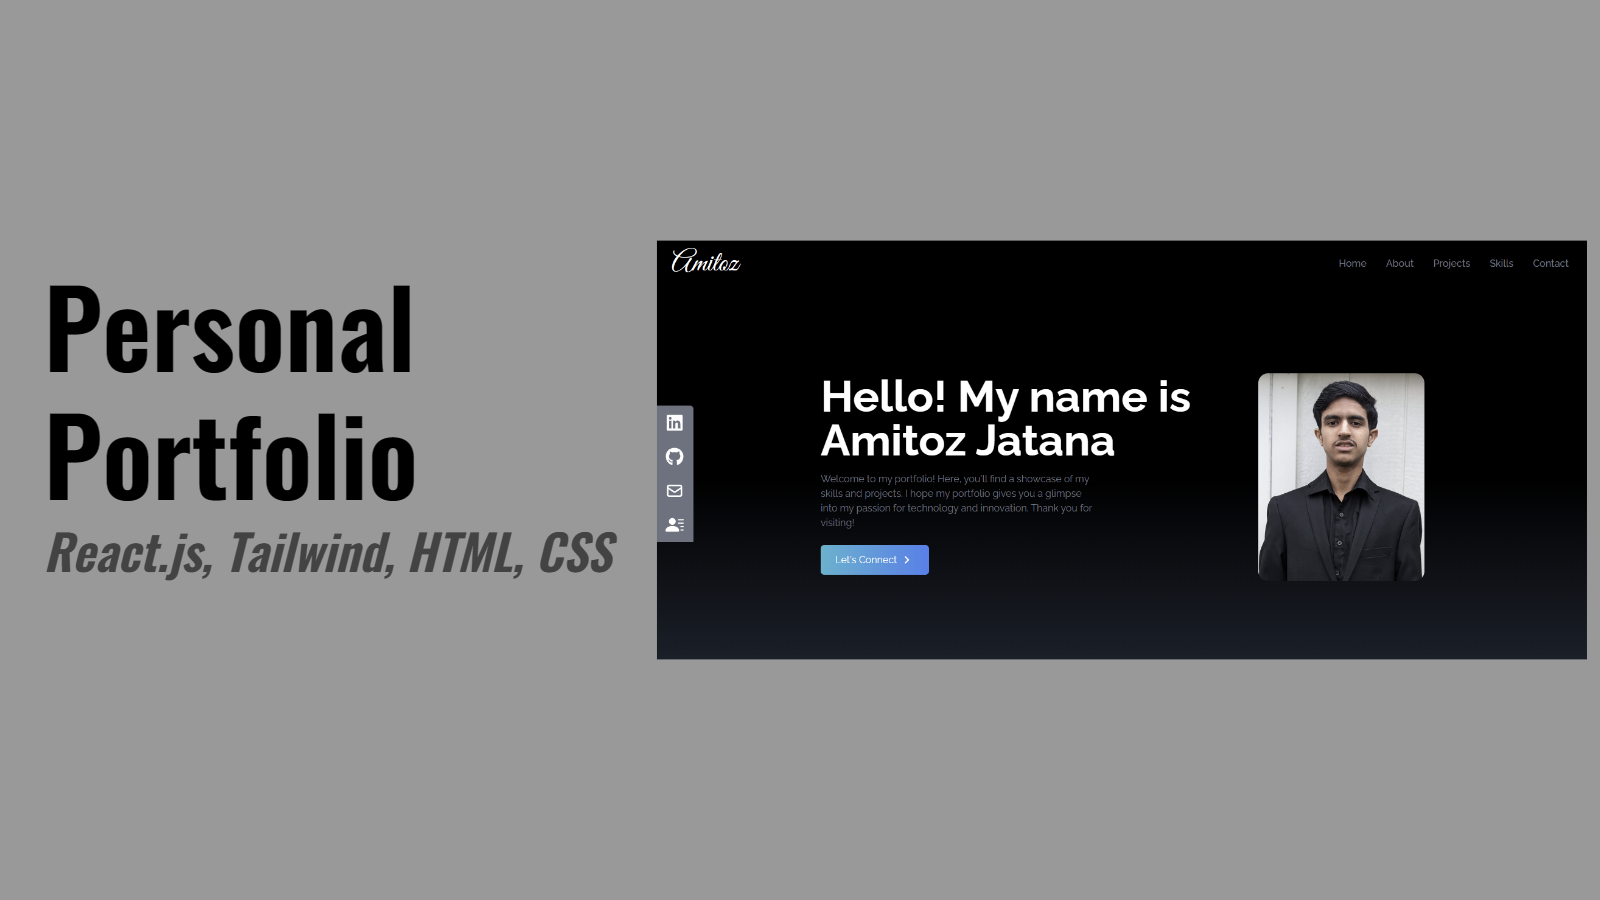 Personal
Portfolio
React.js, Tailwind, HTML, CSS
Amitoz
Home About Projects Skills Contact
Hello! My name is
Amitoz Jatana
Welcome to my portfolio! Here, you'll find a showcase of my
skills and projects. I hope my portfolio gives you a glimpse
into my passion for technology and innovation. Thank you for
visiting!
Let's Connect
in